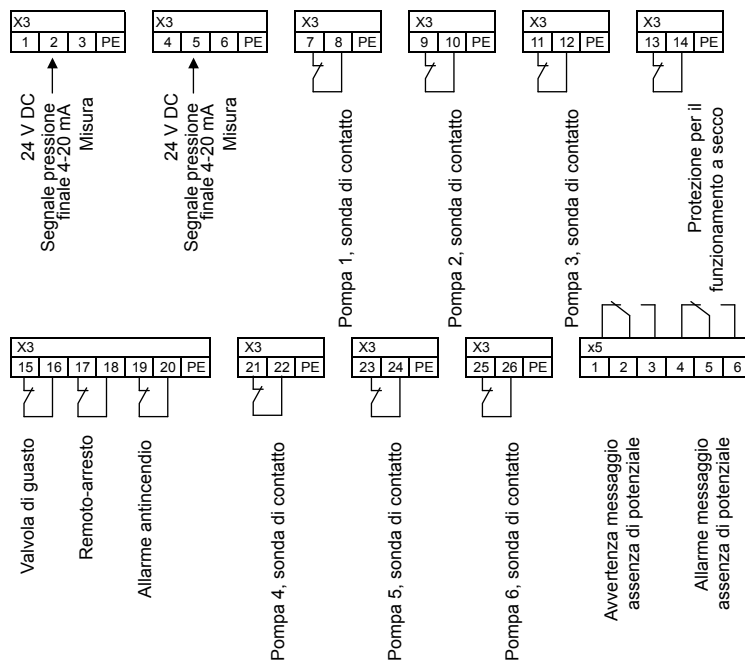 X3
1 2 3 PE
24 V DC
Segnale pressione
finale 4-20 mA
Misura
X3
4 5 6 PE
24 V DC
Segnale pressione
finale 4-20 mA
Misura
X3
7 8 PE
Pompa 1, sonda di contatto
X3
9 10 PE
Pompa 2, sonda di contatto
X3
11 12 PE
Pompa 3, sonda di contatto
X3
13 14 PE
Protezione per il
funzionamento a secco
X3
15 16 17 18 19 20 PE
Valvola di guasto
Remoto-arresto
Allarme antincendio
X3
21 22 PE
Pompa 4, sonda di contatto
X3
23 24 PE
Pompa 5, sonda di contatto
X3
25 26 PE
Pompa 6, sonda di contatto
x5
1 2 3 4 5 6
Avvertenza messaggio
assenza di potenziale
Allarme messaggio
assenza di potenziale